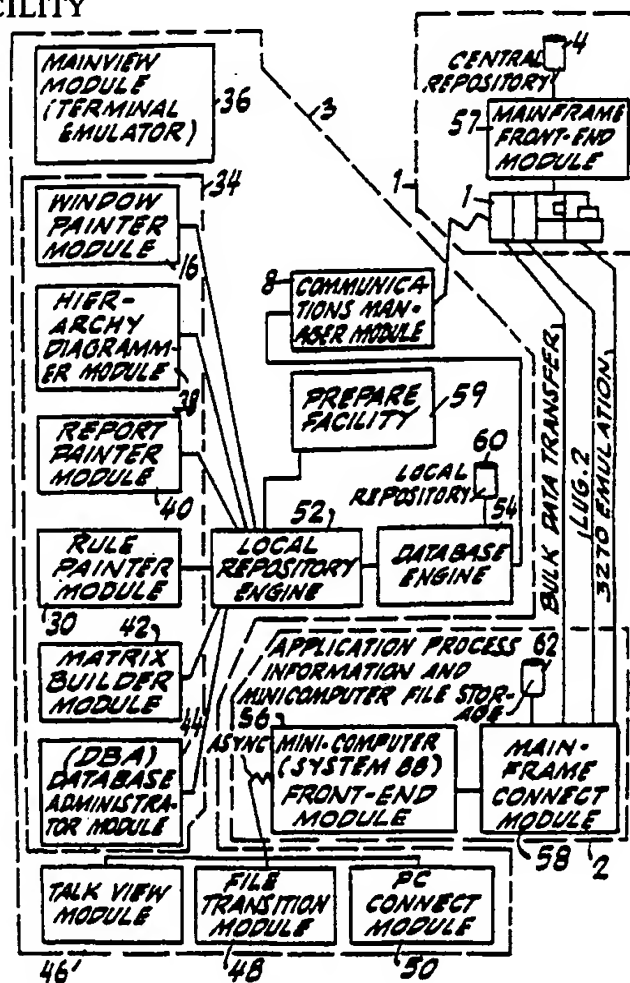 CILITY
MAINVIEW
MODULE
(TERMINAL
EMULATOR)
36
3
4
CENTRAL
REPOSITORY
57
MAINFRAME
FRONT-END
MODULE
1
1
34
WINDOW
PAINTER
MODULE
16
HIER-
ARCHY
DIAGRAMM-
ER MODULE
38
REPORT
PAINTER
MODULE
40
RULE
PAINTER
MODULE
30
42
MATRIX
BUILDER
MODULE
44
(DBA)
DATABASE
ADMINISTRA-
TOR MODULE
8
COMMUNICA-
TIONS MAN-
AGER MODULE
PREPARE
FACILITY
59
60
LOCAL
REPOSITORY
52
54
LOCAL
REPOSITORY
ENGINE
DATABASE
ENGINE
BULK DATA TRANSFER
LUG.2
3270 EMULATION
APPLICATION PROCESS
INFORMATION AND
MINICOMPUTER FILE STOR-
AGE
62
56
ASYNC
MINI-COMPUTER
(SYSTEM 88)
FRONT-END
MODULE
MAIN-
FRAME
CONNECT
MODULE
58
2
TALK VIEW
MODULE
FILE
TRANSITION
MODULE
PC
CONNECT
MODULE
46'
48
50